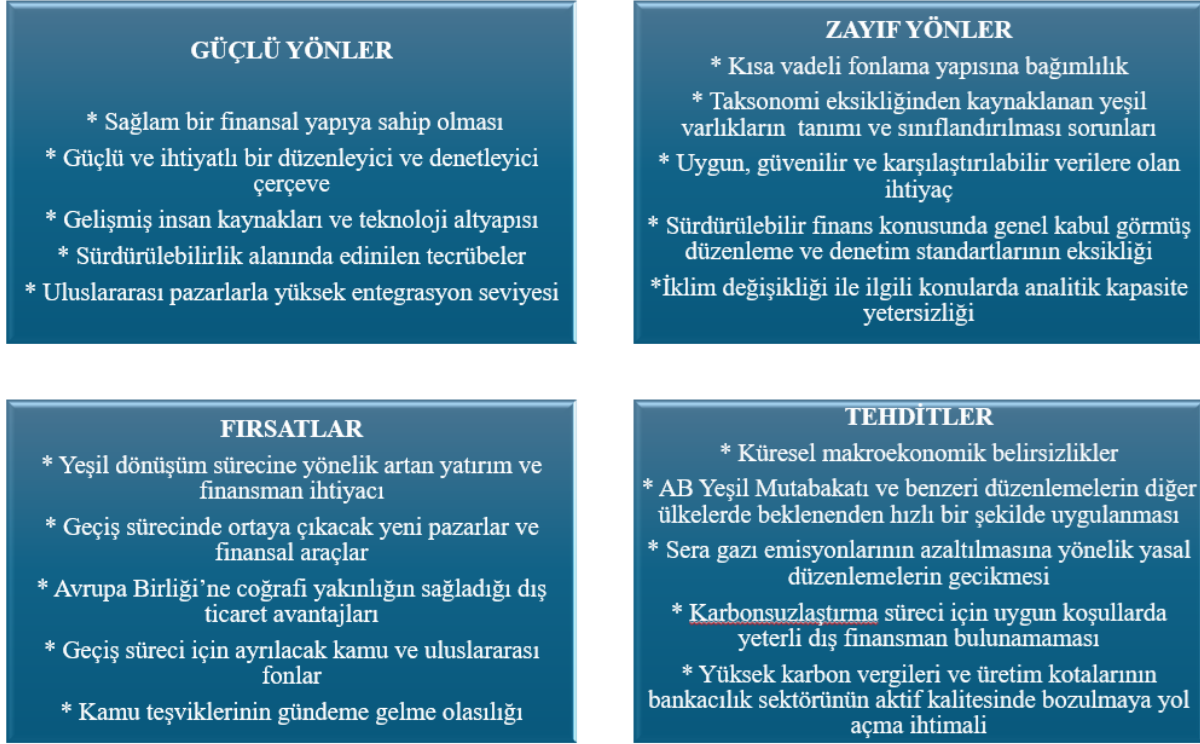 GÜÇLÜ YÖNLER
* Sağlam bir finansal yapıya sahip olması
* Güçlü ve ihtiyatlı bir düzenleyici ve denetleyici
çerçeve
* Gelişmiş insan kaynakları ve teknoloji altyapısı
* Sürdürülebilirlik alanında edinilen tecrübeler
* Uluslararası pazarlarla yüksek entegrasyon seviyesi
ZAYIF YÖNLER
* Kısa vadeli fonlama yapısına bağımlılık
* Taksonomi eksikliğinden kaynaklanan yeşil
varlıkların tanımı ve sınıflandırılması sorunları
* Uygun, güvenilir ve karşılaştırılabilir verilere olan
ihtiyaç
* Sürdürülebilir finans konusunda genel kabul görmüş
düzenleme ve denetim standartlarının eksikliği
*İklim değişikliği ile ilgili konularda analitik kapasite
yetersizliği
FIRSATLAR
* Yeşil dönüşüm sürecine yönelik artan yatırım ve
finansman ihtiyacı
* Geçiş sürecinde ortaya çıkacak yeni pazarlar ve
finansal araçlar
* Avrupa Birliği’ne coğrafi yakınlığın sağladığı dış
ticaret avantajları
* Geçiş süreci için ayrılacak kamu ve uluslararası
fonlar
* Kamu teşviklerinin gündeme gelme olasılığı
TEHDİTLER
* Küresel makroekonomik belirsizlikler
* AB Yeşil Mutabakatı ve benzeri düzenlemelerin diğer
ülkelerde beklenenden hızlı bir şekilde uygulanması
* Sera gazı emisyonlarının azaltılmasına yönelik yasal
düzenlemelerin gecikmesi
* Karbonsuzlaştırma süreci için uygun koşullarda
yeterli dış finansman bulunamaması
* Yüksek karbon vergileri ve üretim kotalarının
bankacılık sektörünün aktif kalitesinde bozulmaya yol
açma ihtimali